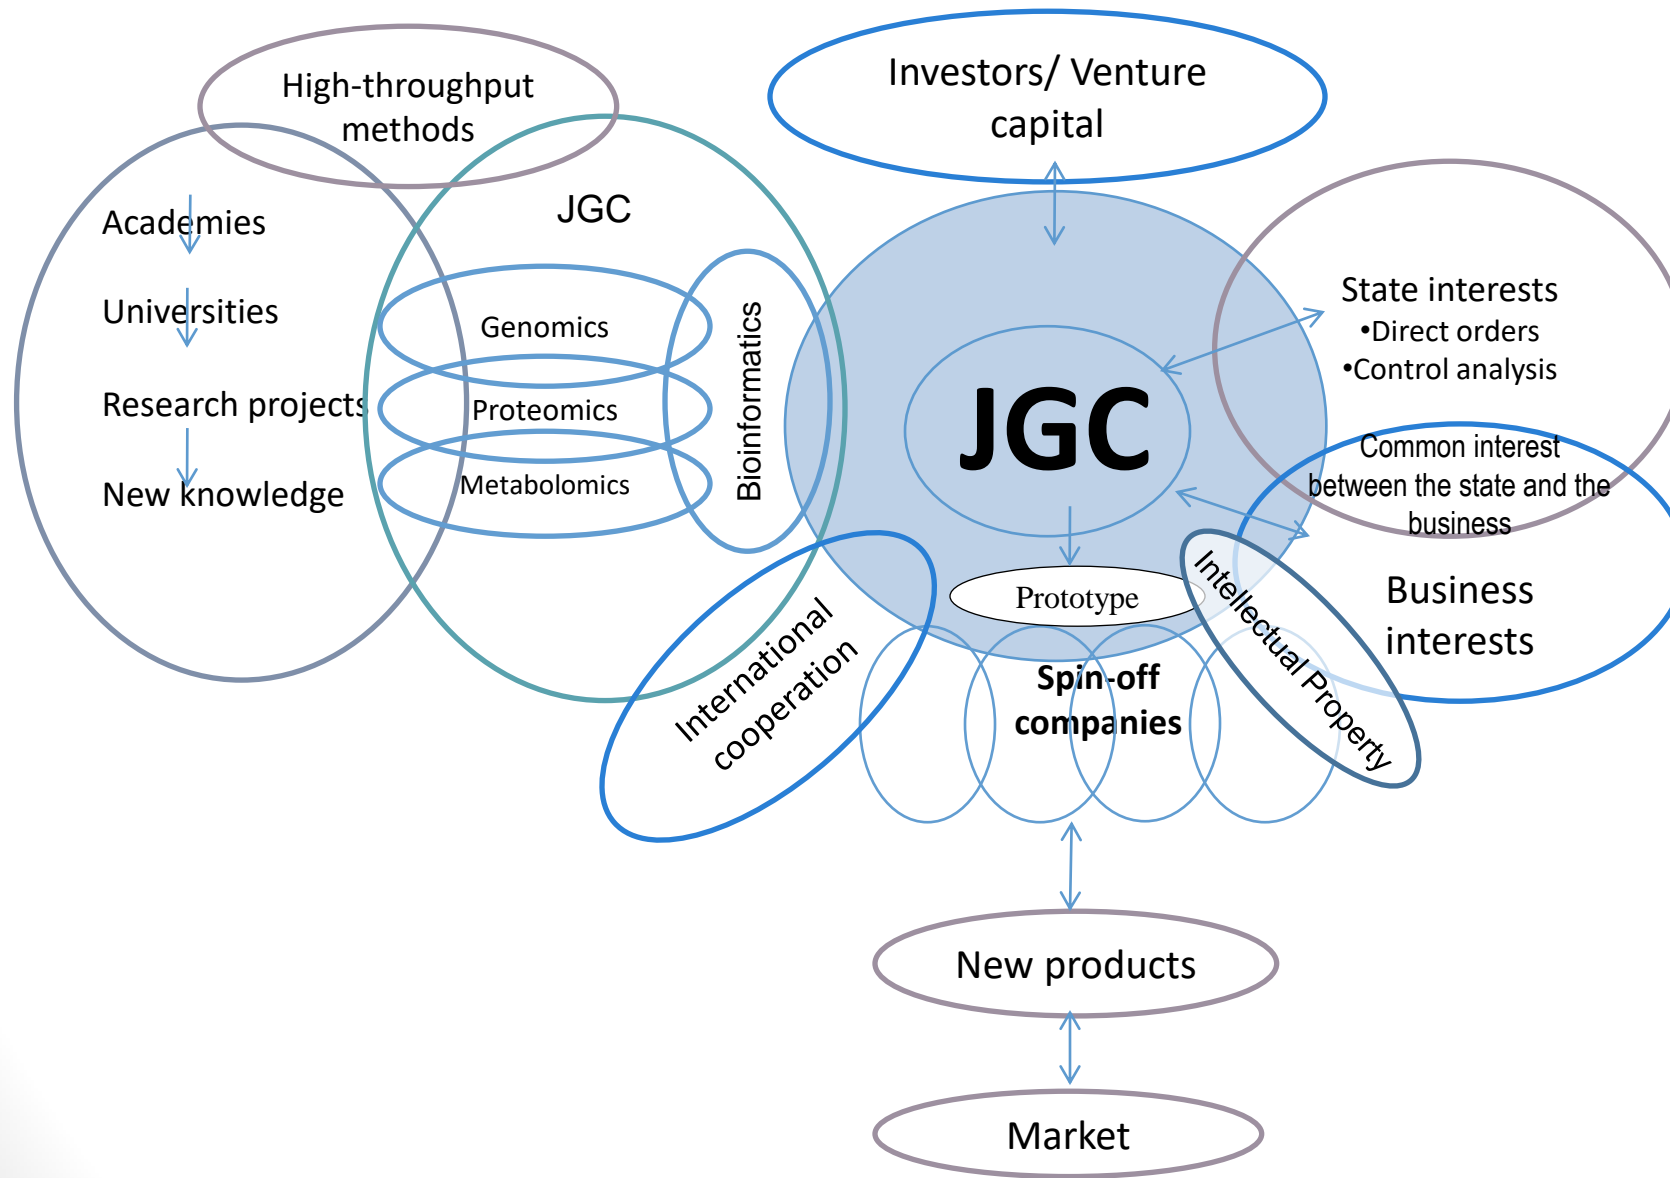 High-throughput
methods
Academies
Universities
Research projects
New knowledge
JGC
Genomics
Proteomics
Metabolomics
Bioinformatics
International
cooperation
Investors/ Venture
capital
JGC
Prototype
Spin-off
companies
Intellectual Property
State interests
•Direct orders
•Control analysis
Common interest
between the state and the
business
Business
interests
New products
Market